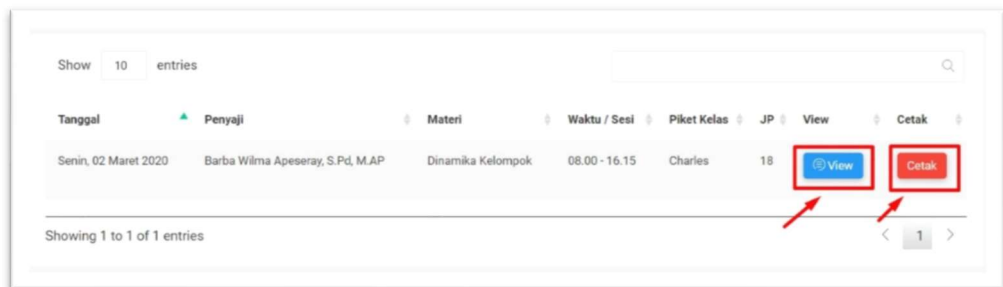 Show 10 entries
Tanggal Penyaji Materi Waktu / Sesi Piket Kelas JP View Cetak
Senin, 02 Maret 2020 Barba Wilma Apeseray, S.Pd, M.AP Dinamika Kelompok 08.00 - 16.15 Charles 18 View Cetak
Showing 1 to 1 of 1 entries < 1 >